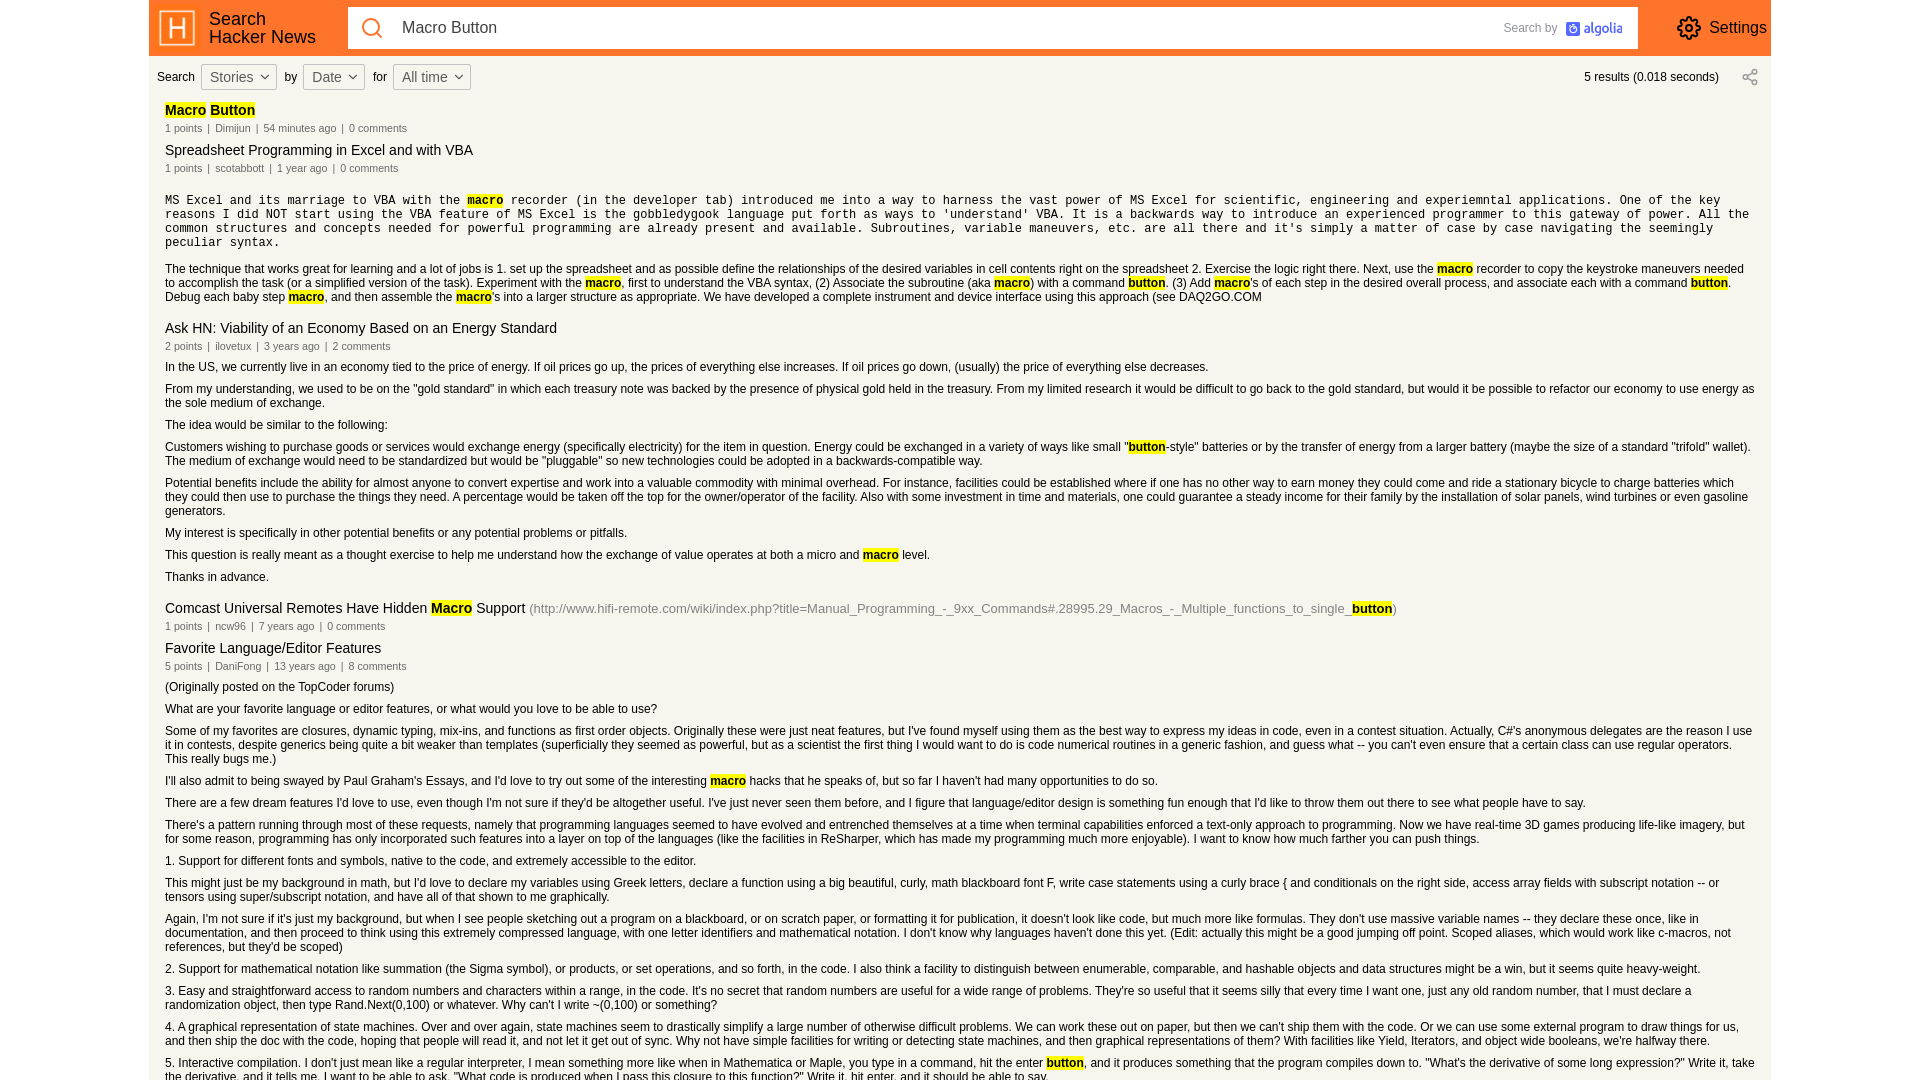 Search
Hacker News
Macro Button
Search by algolia
Settings
Search Stories by Date for All time
5 results (0.018 seconds)
Macro Button
1 points | Dimijun | 54 minutes ago | 0 comments
Spreadsheet Programming in Excel and with VBA
1 points | scotabbott | 1 year ago | 0 comments
MS Excel and its marriage to VBA with the macro recorder (in the developer tab) introduced me into a way to harness the vast power of MS Excel for scientific, engineering and experiemntal applications. One of the key
reasons I did NOT start using the VBA feature of MS Excel is the gobbledygook language put forth as ways to 'understand' VBA. It is a backwards way to introduce an experienced programmer to this gateway of power. All the
common structures and concepts needed for powerful programming are already present and available. Subroutines, variable maneuvers, etc. are all there and it's simply a matter of case by case navigating the seemingly
peculiar syntax.
The technique that works great for learning and a lot of jobs is 1. set up the spreadsheet and as possible define the relationships of the desired variables in cell contents right on the spreadsheet 2. Exercise the logic right there. Next, use the macro recorder to copy the keystroke maneuvers needed
to accomplish the task (or a simplified version of the task). Experiment with the macro, first to understand the VBA syntax, (2) Associate the subroutine (aka macro) with a command button. (3) Add macro's of each step in the desired overall process, and associate each with a command button.
Debug each baby step macro, and then assemble the macro's into a larger structure as appropriate. We have developed a complete instrument and device interface using this approach (see DAQ2GO.COM
Ask HN: Viability of an Economy Based on an Energy Standard
2 points | ilovetux | 3 years ago | 2 comments
In the US, we currently live in an economy tied to the price of energy. If oil prices go up, the prices of everything else increases. If oil prices go down, (usually) the price of everything else decreases.
From my understanding, we used to be on the "gold standard" in which each treasury note was backed by the presence of physical gold held in the treasury. From my limited research it would be difficult to go back to the gold standard, but would it be possible to refactor our economy to use energy as
the sole medium of exchange.
The idea would be similar to the following:
Customers wishing to purchase goods or services would exchange energy (specifically electricity) for the item in question. Energy could be exchanged in a variety of ways like small "button-style" batteries or by the transfer of energy from a larger battery (maybe the size of a standard "trifold" wallet).
The medium of exchange would need to be standardized but would be "pluggable" so new technologies could be adopted in a backwards-compatible way.
Potential benefits include the ability for almost anyone to convert expertise and work into a valuable commodity with minimal overhead. For instance, facilities could be established where if one has no other way to earn money they could come and ride a stationary bicycle to charge batteries which
they could then use to purchase the things they need. A percentage would be taken off the top for the owner/operator of the facility. Also with some investment in time and materials, one could guarantee a steady income for their family by the installation of solar panels, wind turbines or even gasoline
generators.
My interest is specifically in other potential benefits or any potential problems or pitfalls.
This question is really meant as a thought exercise to help me understand how the exchange of value operates at both a micro and macro level.
Thanks in advance.
Comcast Universal Remotes Have Hidden Macro Support (http://www.hifi-remote.com/wiki/index.php?title=Manual_Programming_-_9xx_Commands#.28995.29_Macros_-_Multiple_functions_to_single_button)
1 points | ncw96 | 7 years ago | 0 comments
Favorite Language/Editor Features
5 points | DaniFong | 13 years ago | 8 comments
(Originally posted on the TopCoder forums)
What are your favorite language or editor features, or what would you love to be able to use?
Some of my favorites are closures, dynamic typing, mix-ins, and functions as first order objects. Originally these were just neat features, but I've found myself using them as the best way to express my ideas in code, even in a contest situation. Actually, C#'s anonymous delegates are the reason I use
it in contests, despite generics being quite a bit weaker than templates (superficially they seemed as powerful, but as a scientist the first thing I would want to do is code numerical routines in a generic fashion, and guess what -- you can't even ensure that a certain class can use regular operators.
This really bugs me.)
I'll also admit to being swayed by Paul Graham's Essays, and I'd love to try out some of the interesting macro hacks that he speaks of, but so far I haven't had many opportunities to do so.
There are a few dream features I'd love to use, even though I'm not sure if they'd be altogether useful. I've just never seen them before, and I figure that language/editor design is something fun enough that I'd like to throw them out there to see what people have to say.
There's a pattern running through most of these requests, namely that programming languages seemed to have evolved and entrenched themselves at a time when terminal capabilities enforced a text-only approach to programming. Now we have real-time 3D games producing life-like imagery, but
for some reason, programming has only incorporated such features into a layer on top of the languages (like the facilities in ReSharper, which has made my programming much more enjoyable). I want to know how much farther you can push things.
1. Support for different fonts and symbols, native to the code, and extremely accessible to the editor.
This might just be my background in math, but I'd love to declare my variables using Greek letters, declare a function using a big beautiful, curly, math blackboard font F, write case statements using a curly brace { and conditionals on the right side, access array fields with subscript notation -- or
tensors using super/subscript notation, and have all of that shown to me graphically.
Again, I'm not sure if it's just my background, but when I see people sketching out a program on a blackboard, or on scratch paper, or formatting it for publication, it doesn't look like code, but much more like formulas. They don't use massive variable names -- they declare these once, like in
documentation, and then proceed to think using this extremely compressed language, with one letter identifiers and mathematical notation. I don't know why languages haven't done this yet. (Edit: actually this might be a good jumping off point. Scoped aliases, which would work like c-macros, not
references, but they'd be scoped)
2. Support for mathematical notation like summation (the Sigma symbol), or products, or set operations, and so forth, in the code. I also think a facility to distinguish between enumerable, comparable, and hashable objects and data structures might be a win, but it seems quite heavy-weight.
3. Easy and straightforward access to random numbers and characters within a range, in the code. It's no secret that random numbers are useful for a wide range of problems. They're so useful that it seems silly that every time I want one, just any old random number, that I must declare a
randomization object, then type Rand.Next(0,100) or whatever. Why can't I write ~(0,100) or something?
4. A graphical representation of state machines. Over and over again, state machines seem to drastically simplify a large number of otherwise difficult problems. We can work these out on paper, but then we can't ship them with the code. Or we can use some external program to draw things for us,
and then ship the doc with the code, hoping that people will read it, and not let it get out of sync. Why not have simple facilities for writing or detecting state machines, and then graphical representations of them? With facilities like Yield, Iterators, and object wide booleans, we're halfway there.
5. Interactive compilation. I don't just mean like a regular interpreter, I mean something more like when in Mathematica or Maple, you type in a command, hit the enter button, and it produces something that the program compiles down to. "What's the derivative of some long expression?" Write it, take
the derivative, and it tells me. I want to be able to ask, "What code is produced when I pass this closure to this function?" Write it, hit enter, and it should be able to say.